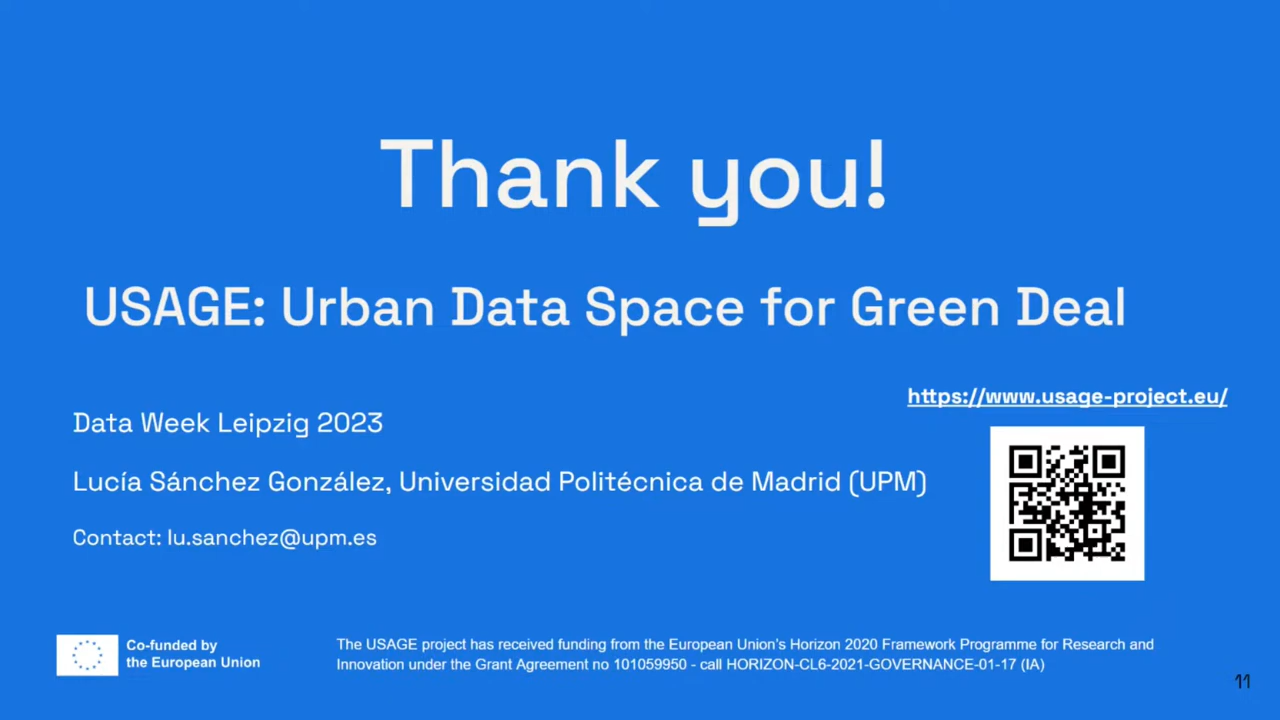 Thank you!
USAGE: Urban Data Space for Green Deal
https://www.usage-project.eu/
Data Week Leipzig 2023
Lucía Sánchez González, Universidad Politécnica de Madrid (UPM)
Contact: lu.sanchez@upm.es
Co-funded by
the European Union
The USAGE project has received funding from the European Union's Horizon 2020 Framework Programme for Research and
Innovation under the Grant Agreement no 101059950 - call HORIZON-CL6-2021-GOVERNANCE-01-17 (IA)
11